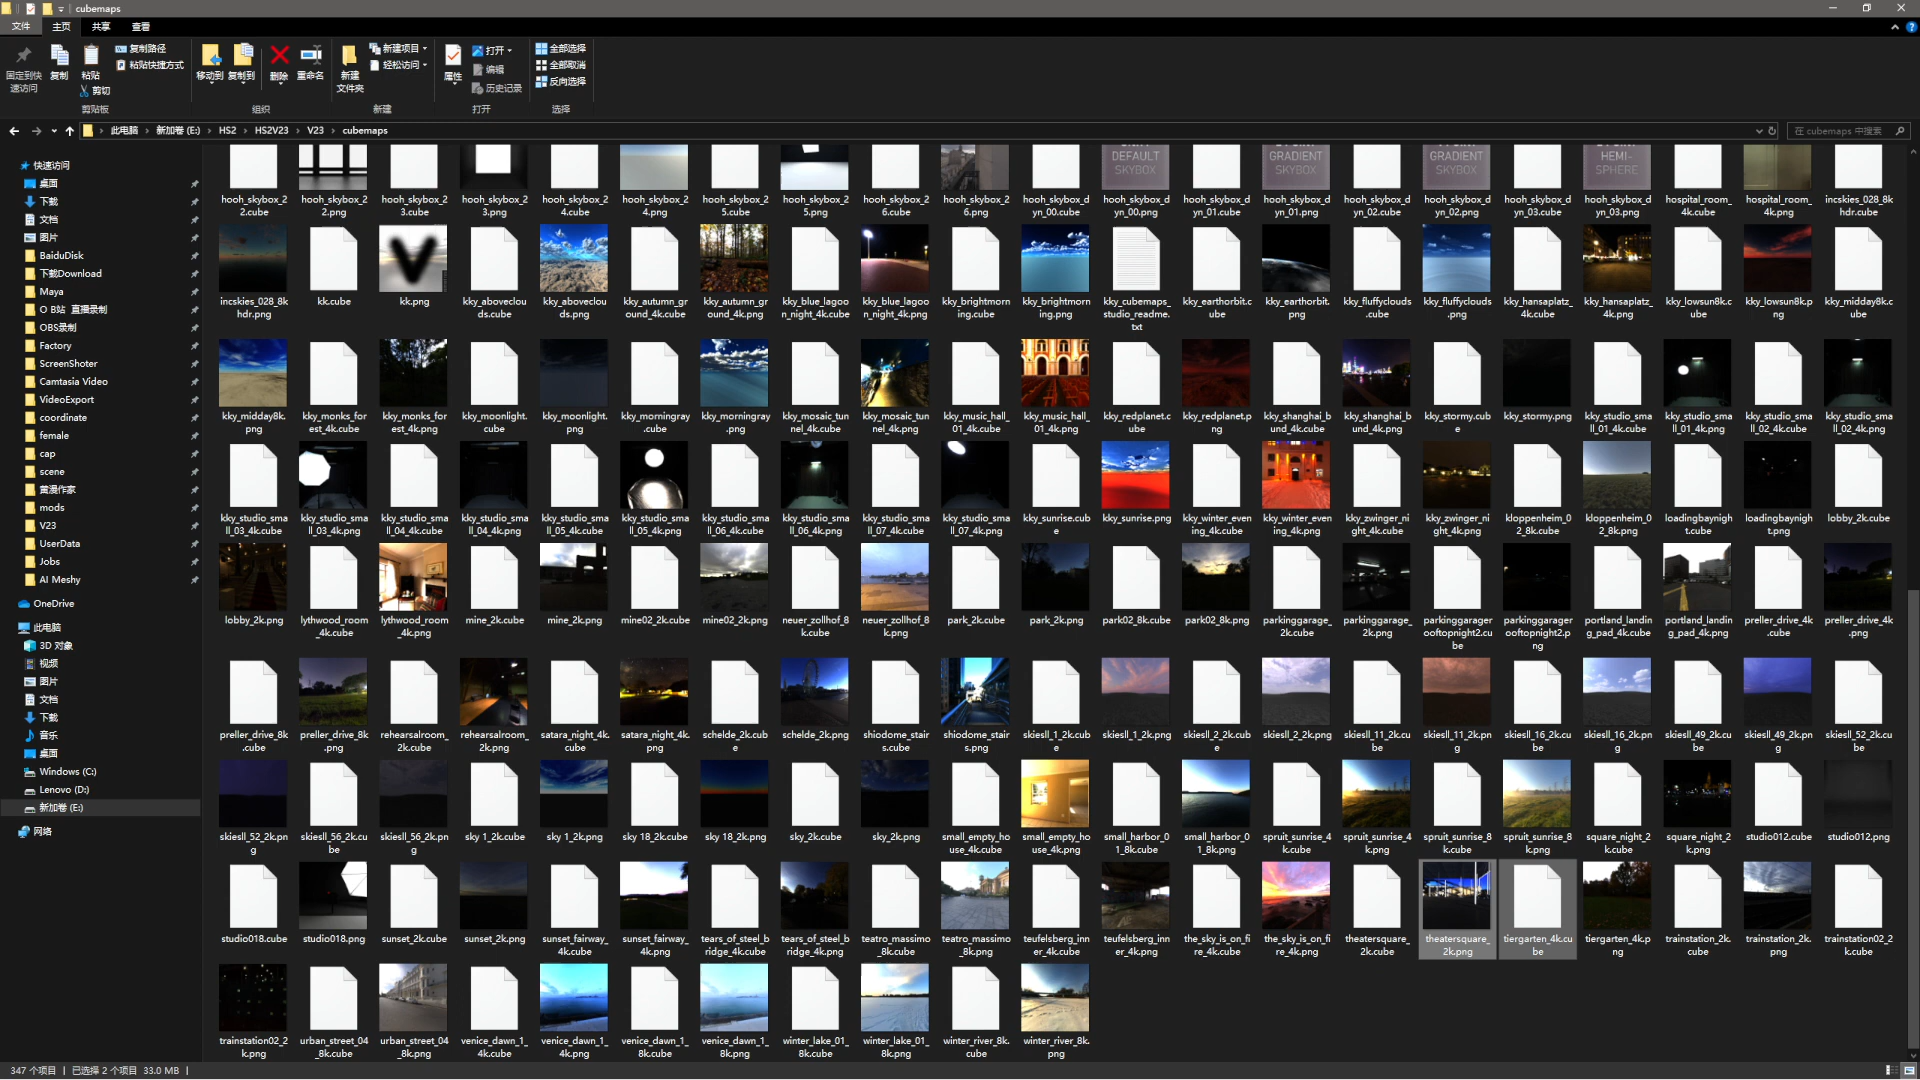 cubemaps
文件 主页 共享 查看
固定到快
速访问
复制
粘贴
复制路径
粘贴快捷方式
剪切
移动到 复制到
删除 重命名
新建
文件夹
新建项目
轻松访问
属性
打开
编辑
历史记录
全部选择
全部取消
反向选择
剪贴板 组织 新建 打开 选择
此电脑 › 新加卷 (E:) › HS2 › HS2V23 › V23 › cubemaps
在 cubemaps 中搜索
快速访问
桌面
下载
文档
图片
BaiduDisk
下载Download
Maya
O B站 直播录制
OBS录制
Factory
ScreenShoter
Camtasia Video
VideoExport
coordinate
female
cap
scene
黄漫作家
mods
V23
UserData
Jobs
AI Meshy
OneDrive
此电脑
3D 对象
视频
图片
文档
下载
音乐
桌面
Windows (C:)
Lenovo (D:)
新加卷 (E:)
网络
DEFAULT
SKYBOX
GRADIENT
SKYBOX
GRADIENT
SKYBOX
HEMI-
SPHERE
hooh_skybox_22.cube hooh_skybox_22.png hooh_skybox_23.cube hooh_skybox_23.png hooh_skybox_24.cube hooh_skybox_24.png hooh_skybox_25.cube hooh_skybox_25.png hooh_skybox_26.cube hooh_skybox_26.png hooh_skybox_dyn_00.cube hooh_skybox_dyn_00.png hooh_skybox_dyn_01.cube hooh_skybox_dyn_01.png hooh_skybox_dyn_02.cube hooh_skybox_dyn_02.png hooh_skybox_dyn_03.cube hooh_skybox_dyn_03.png hospital_room_4k.cube hospital_room_4k.png incskies_028_8khdr.cube
incskies_028_8khdr.png kk.cube kk.png kky_aboveclouds.cube kky_aboveclouds.png kky_autumn_ground_4k.cube kky_autumn_ground_4k.png kky_blue_lagoon_night_4k.cube kky_blue_lagoon_night_4k.png kky_brightmorning.cube kky_brightmorning.png kky_cubemaps_studio_readme.txt kky_earthorbit.cube kky_earthorbit.png kky_fluffyclouds.cube kky_fluffyclouds.png kky_hansaplatz_4k.cube kky_hansaplatz_4k.png kky_lowsun8k.cube kky_lowsun8k.png kky_midday8k.cube
kky_midday8k.png kky_monks_forest_4k.cube kky_monks_forest_4k.png kky_moonlight.cube kky_moonlight.png kky_morningray.cube kky_morningray.png kky_mosaic_tunnel_4k.cube kky_mosaic_tunnel_4k.png kky_music_hall_01_4k.cube kky_music_hall_01_4k.png kky_redplanet.cube kky_redplanet.png kky_shanghai_bund_4k.cube kky_shanghai_bund_4k.png kky_stormy.cube kky_stormy.png kky_studio_small_01_4k.cube kky_studio_small_01_4k.png kky_studio_small_02_4k.cube kky_studio_small_02_4k.png
kky_studio_small_03_4k.cube kky_studio_small_03_4k.png kky_studio_small_04_4k.cube kky_studio_small_04_4k.png kky_studio_small_05_4k.cube kky_studio_small_05_4k.png kky_studio_small_06_4k.cube kky_studio_small_06_4k.png kky_studio_small_07_4k.cube kky_studio_small_07_4k.png kky_sunrise.cube kky_sunrise.png kky_winter_evening_4k.cube kky_winter_evening_4k.png kky_zwinger_night_4k.cube kky_zwinger_night_4k.png kloppenheim_02_8k.cube kloppenheim_02_8k.png loadingbaynight.cube loadingbaynight.png lobby_2k.cube
lobby_2k.png lythwood_room_4k.cube lythwood_room_4k.png mine_2k.cube mine_2k.png mine02_2k.cube mine02_2k.png neuer_zollhof_8k.cube neuer_zollhof_8k.png park_2k.cube park_2k.png park02_8k.cube park02_8k.png parkinggarage_2k.cube parkinggarage_2k.png parkinggaragerooftopnight2.cube parkinggaragerooftopnight2.png portland_landing_pad_4k.cube portland_landing_pad_4k.png preller_drive_4k.cube preller_drive_4k.png
preller_drive_8k.cube preller_drive_8k.png rehearsalroom_2k.cube rehearsalroom_2k.png satara_night_4k.cube satara_night_4k.png schelde_2k.cube schelde_2k.png shiodome_stairs.cube shiodome_stairs.png skiesll_1_2k.cube skiesll_1_2k.png skiesll_2_2k.cube skiesll_2_2k.png skiesll_11_2k.cube skiesll_11_2k.png skiesll_16_2k.cube skiesll_16_2k.png skiesll_49_2k.cube skiesll_49_2k.png skiesll_52_2k.cube
skiesll_52_2k.png skiesll_56_2k.cube skiesll_56_2k.png sky 1_2k.cube sky 1_2k.png sky 18_2k.cube sky 18_2k.png sky_2k.cube sky_2k.png small_empty_house_4k.cube small_empty_house_4k.png small_harbor_01_8k.cube small_harbor_01_8k.png spruit_sunrise_4k.cube spruit_sunrise_4k.png spruit_sunrise_8k.cube spruit_sunrise_8k.png square_night_2k.cube square_night_2k.png studio012.cube studio012.png
studio018.cube studio018.png sunset_2k.cube sunset_2k.png sunset_fairway_4k.cube sunset_fairway_4k.png tears_of_steel_bridge_4k.cube tears_of_steel_bridge_4k.png teatro_massimo_8k.cube teatro_massimo_8k.png teufelsberg_inner_4k.cube teufelsberg_inner_4k.png the_sky_is_on_fire_4k.cube the_sky_is_on_fire_4k.png theatersquare_2k.cube theatersquare_2k.png tiergarten_4k.cube tiergarten_4k.png trainstation_2k.cube trainstation_2k.png trainstation02_2k.cube
trainstation02_2k.png urban_street_04_8k.cube urban_street_04_8k.png venice_dawn_1_4k.cube venice_dawn_1_4k.png venice_dawn_1_8k.cube venice_dawn_1_8k.png winter_lake_01_8k.cube winter_lake_01_8k.png winter_river_8k.cube winter_river_8k.png
347 个项目 | 已选择 2 个项目 33.0 MB |